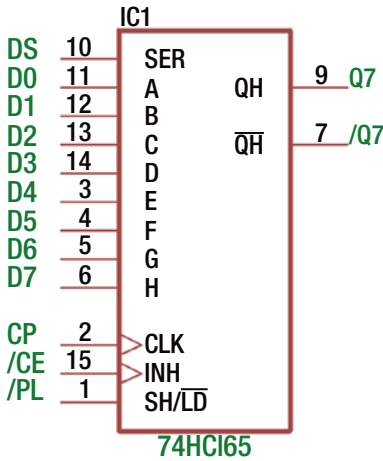 IC1
DS 10 SER
D0 11 A QH 9 Q7
D1 12 B
D2 13 C QH 7 /Q7
D3 14 D
D4 3 E
D5 4 F
D6 5 G
D7 6 H
CP 2 CLK
/CE 15 INH
/PL 1 SH/LD
74HCI65